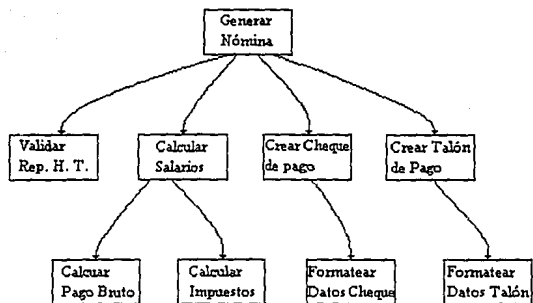 Generar
Nómina
Validar
Rep. H. T.
Calcular
Salarios
Crear Cheque
de pago
Crear Talón
de Pago
Calcuar
Pago Bruto
Calcular
Impuestos
Formatear
Datos Cheque
Formatear
Datos Talón